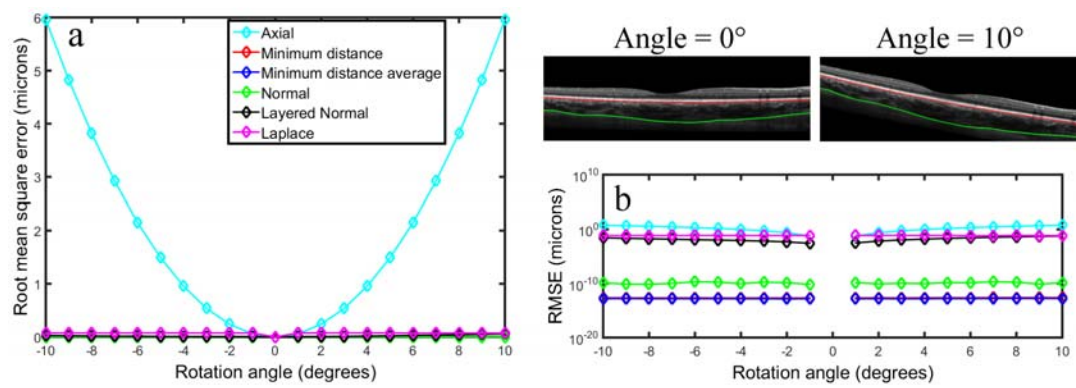 a
Axial
Minimum distance
Minimum distance average
Normal
Layered Normal
Laplace
Root mean square error (microns)
6
5
4
3
2
1
0
-10 -8 -6 -4 -2 0 2 4 6 8 10
Rotation angle (degrees)
Angle = 0°
Angle = 10°
b
RMSE (microns)
10^10
10^0
10^-10
10^-20
-10 -8 -6 -4 -2 0 2 4 6 8 10
Rotation angle (degrees)